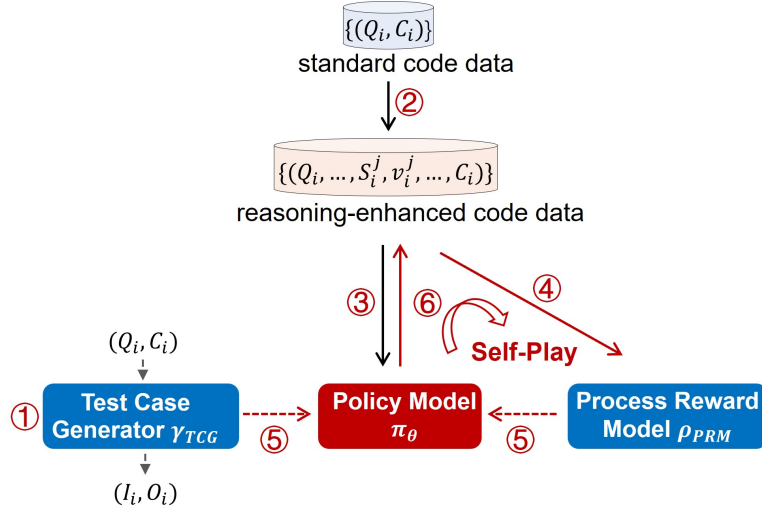 {(Q_i, C_i)}
standard code data
②
{(Q_i, …, S_i^j, v_i^j, …, C_i)}
reasoning-enhanced code data
③ ⑥ ④
Self-Play
(Q_i, C_i)
①
Test Case
Generator γ_TCG
⑤
Policy Model
π_θ
⑤
Process Reward
Model ρ_PRM
(I_i, O_i)